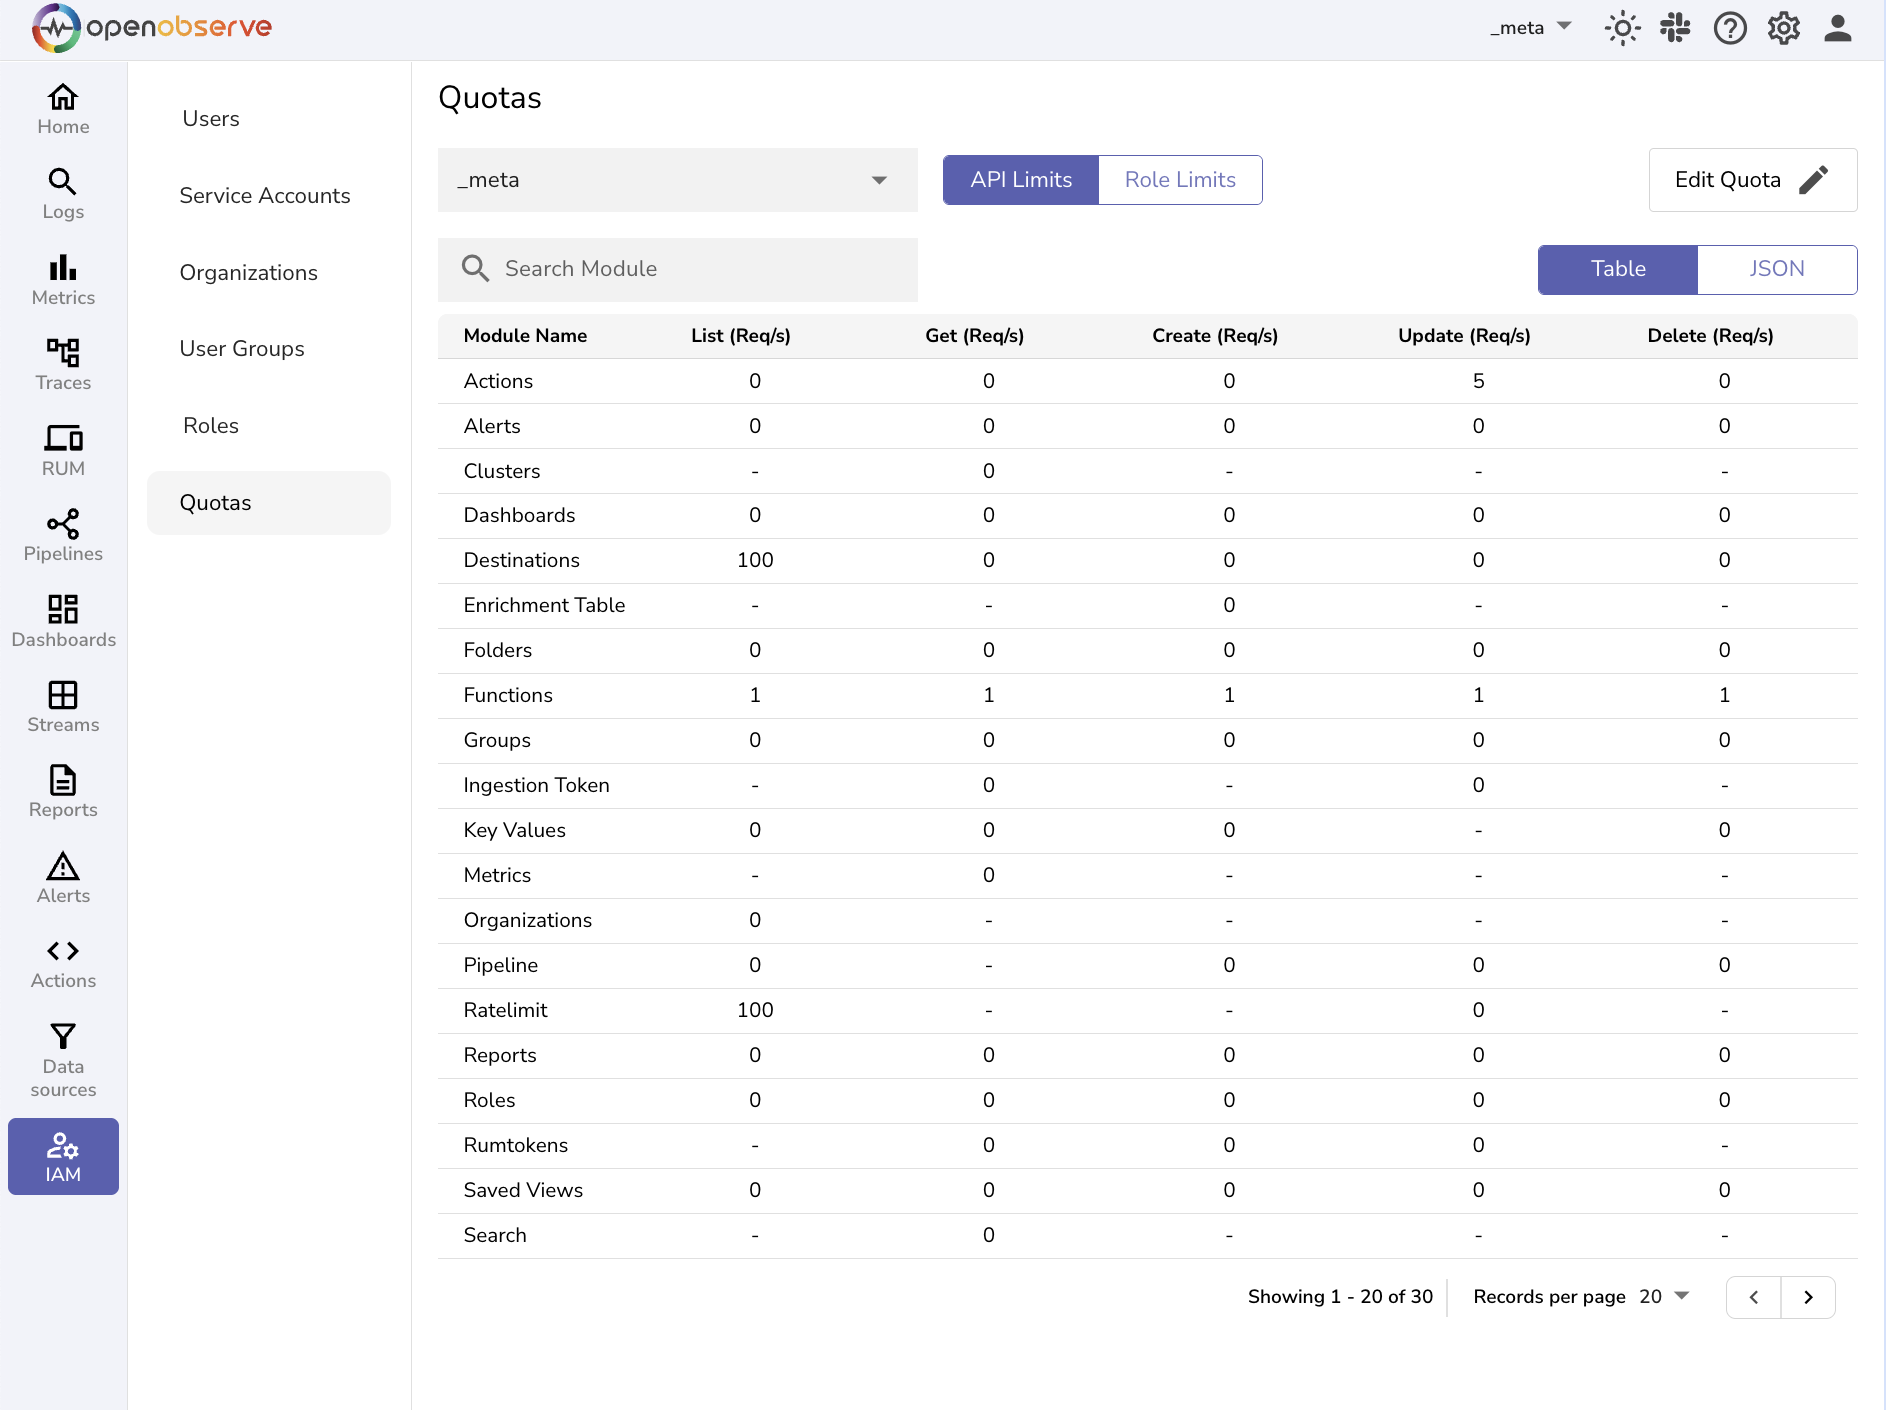 openobserve
_meta
Home
Logs
Metrics
Traces
RUM
Pipelines
Dashboards
Streams
Reports
Alerts
Actions
Data
sources
IAM
Users
Service Accounts
Organizations
User Groups
Roles
Quotas
Quotas
_meta
API Limits Role Limits
Edit Quota
Search Module
Table JSON
Module Name List (Req/s) Get (Req/s) Create (Req/s) Update (Req/s) Delete (Req/s)
Actions 0 0 0 5 0
Alerts 0 0 0 0 0
Clusters - 0 - - -
Dashboards 0 0 0 0 0
Destinations 100 0 0 0 0
Enrichment Table - - 0 - -
Folders 0 0 0 0 0
Functions 1 1 1 1 1
Groups 0 0 0 0 0
Ingestion Token - 0 - 0 -
Key Values 0 0 0 - 0
Metrics - 0 - - -
Organizations 0 - - - -
Pipeline 0 - 0 0 0
Ratelimit 100 - - 0 -
Reports 0 0 0 0 0
Roles 0 0 0 0 0
Rumtokens - 0 0 0 -
Saved Views 0 0 0 0 0
Search - 0 - - -
Showing 1 - 20 of 30 Records per page 20